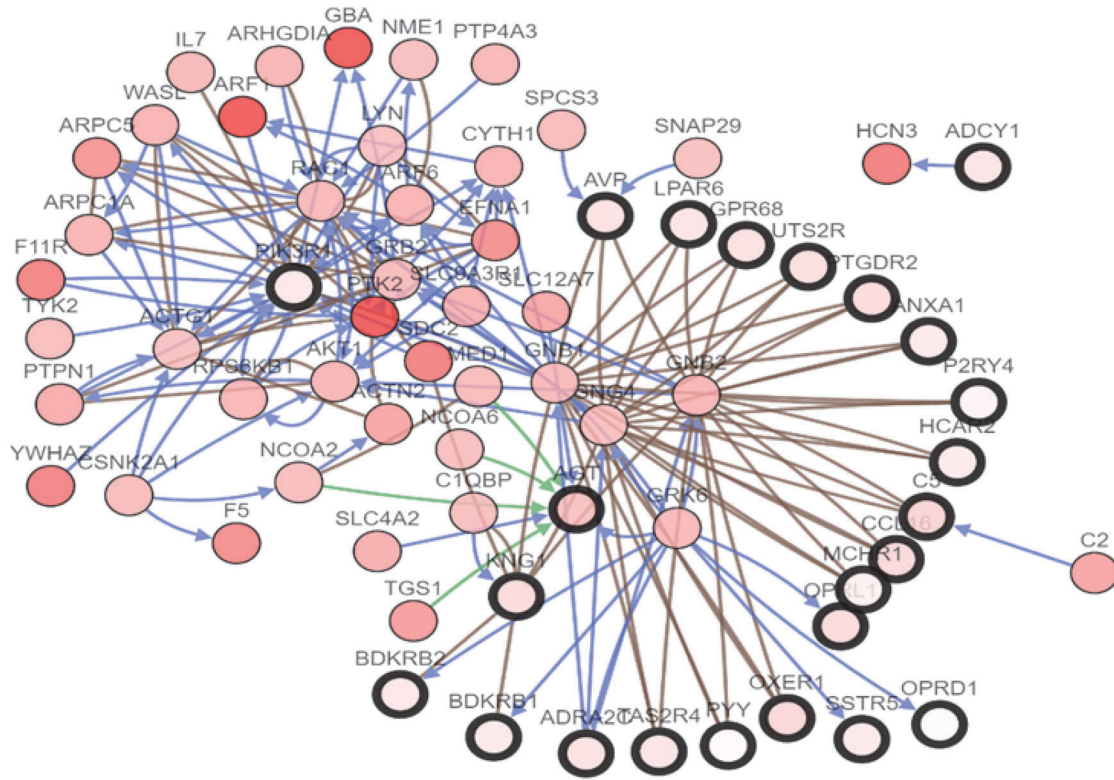 GBA
IL7
ARHGDIA
NME1
PTP4A3
WASL
ARF1
LYN
SPCS3
ARPC5
CYTH1
SNAP29
HCN3
ADCY1
RAC1
ARF6
AVP
LPAR6
ARPC1A
EFNA1
GPR68
F11R
PIK3R1
GRB2
UTS2R
SLC9A3R1
SLC12A7
PTGDR2
TYK2
ACTG1
PTK2
ANXA1
SDC2
PTPN1
RPS6KB1
AKT1
MED1
GNB1
GNB2
P2RY4
ACTN2
GNG4
HCAR2
YWHAZ
CSNK2A1
NCOA2
NCOA6
C5
F5
C1QBP
AGT
GRK6
SLC4A2
CCL16
C2
KNG1
MCHR1
TGS1
OPRL1
BDKRB2
BDKRB1
ADRA2C
TAS2R4
PYY
OXER1
SSTR5
OPRD1